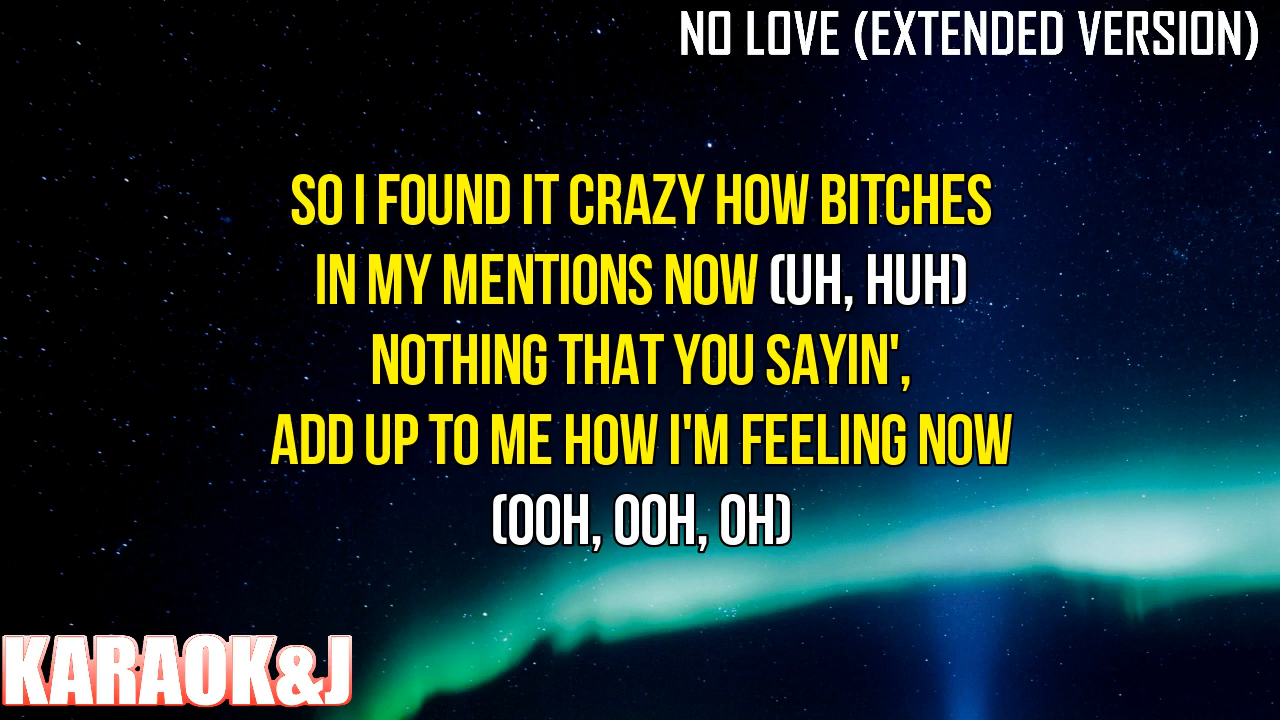 NO LOVE (EXTENDED VERSION)
SO I FOUND IT CRAZY HOW BITCHES
IN MY MENTIONS NOW (UH, HUH)
NOTHING THAT YOU SAYIN',
ADD UP TO ME HOW I'M FEELING NOW
(OOH, OOH, OH)
KARAOK&J